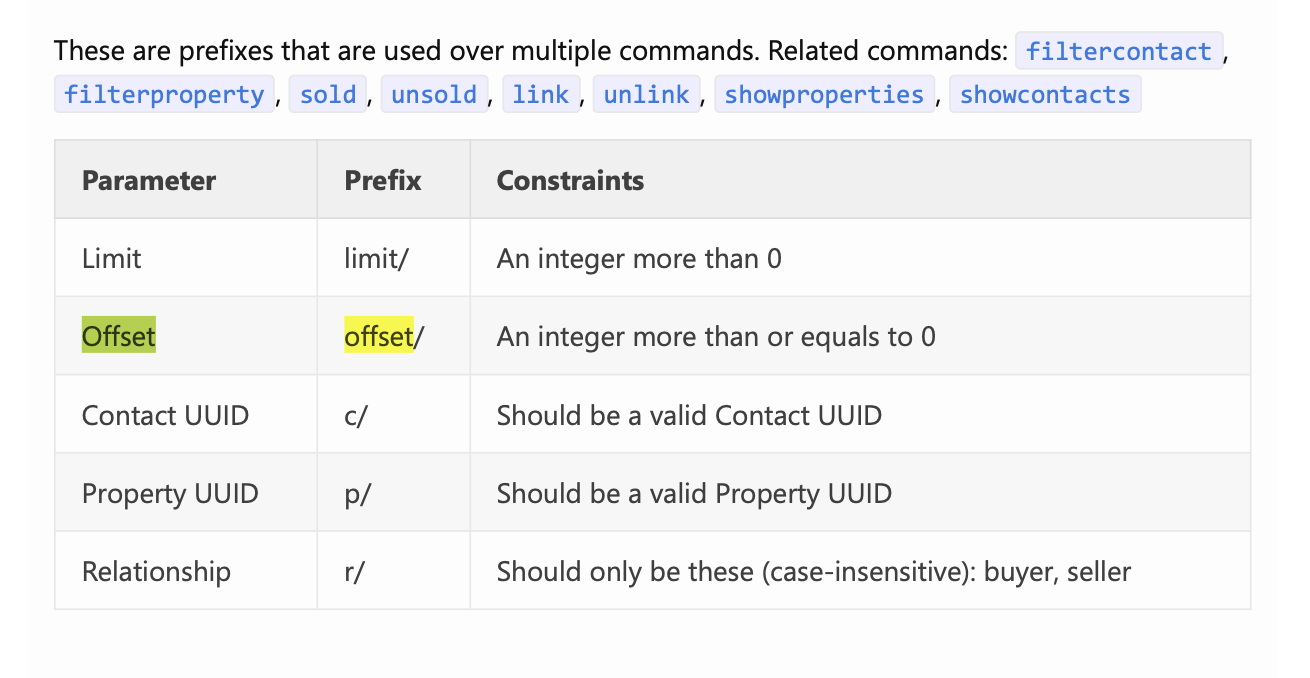 These are prefixes that are used over multiple commands. Related commands: filtercontact,
filterproperty, sold, unsold, link, unlink, showproperties, showcontacts
Parameter Prefix Constraints
Limit limit/ An integer more than 0
Offset offset/ An integer more than or equals to 0
Contact UUID c/ Should be a valid Contact UUID
Property UUID p/ Should be a valid Property UUID
Relationship r/ Should only be these (case-insensitive): buyer, seller